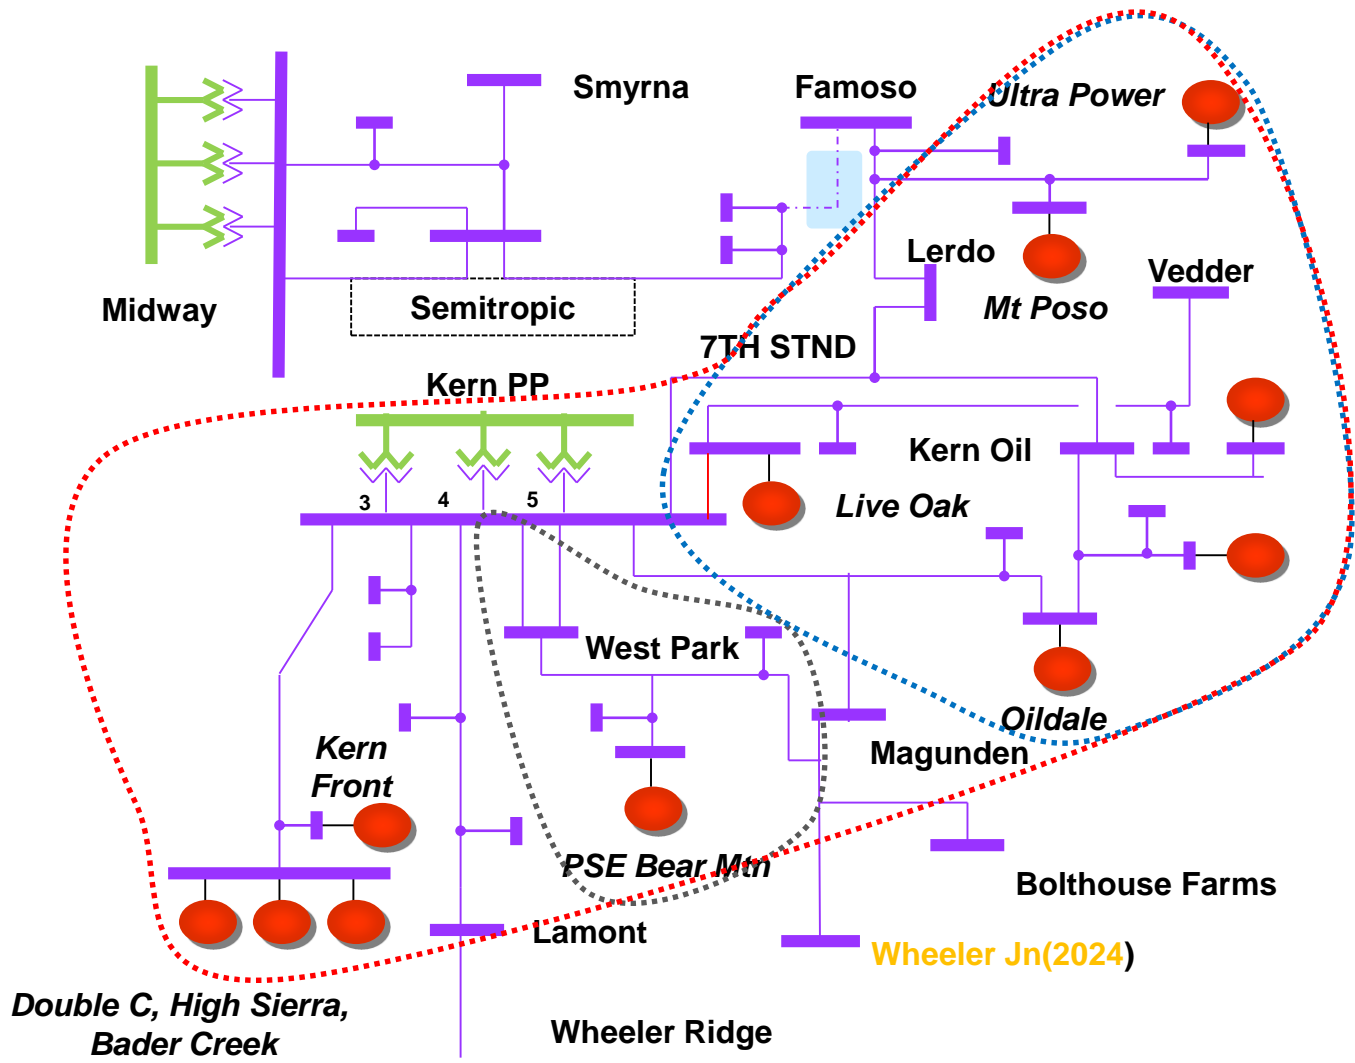 Smyrna
Famoso
Ultra Power
Lerdo
Vedder
Midway
Semitropic
Mt Poso
7TH STND
Kern PP
Kern Oil
3
4
5
Live Oak
West Park
Oildale
Magunden
Kern
Front
PSE Bear Mtn
Bolthouse Farms
Lamont
Wheeler Jn(2024)
Double C, High Sierra,
Bader Creek
Wheeler Ridge